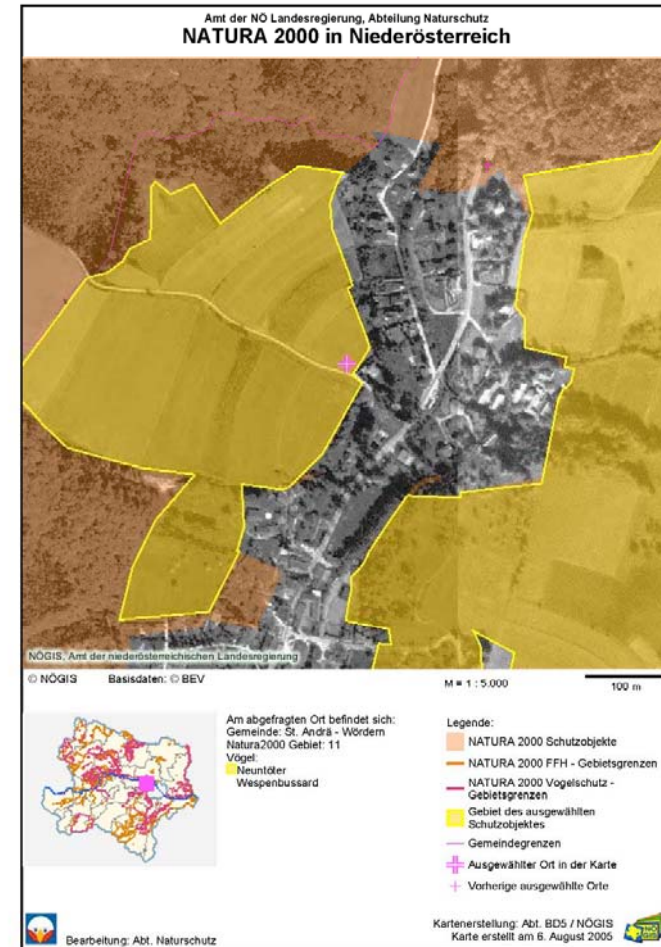 Amt der NÖ Landesregierung, Abteilung Naturschutz
NATURA 2000 in Niederösterreich
NÖGIS, Amt der niederösterreichischen Landesregierung
© NÖGIS Basisdaten: © BEV
M = 1 : 5.000
100 m
Am abgefragten Ort befindet sich:
Gemeinde: St. Andrä - Wördern
Natura2000 Gebiet: 11
Vögel:
Neuntöter
Wespenbussard
Legende:
NATURA 2000 Schutzobjekte
NATURA 2000 FFH - Gebietsgrenzen
NATURA 2000 Vogelschutz -
Gebietsgrenzen
Gebiet des ausgewählten
Schutzobjektes
Gemeindegrenzen
Ausgewählter Ort in der Karte
Vorherige ausgewählte Orte
Bearbeitung: Abt. Naturschutz
Kartenerstellung: Abt. BD5 / NÖGIS
Karte erstellt am 6. August 2005